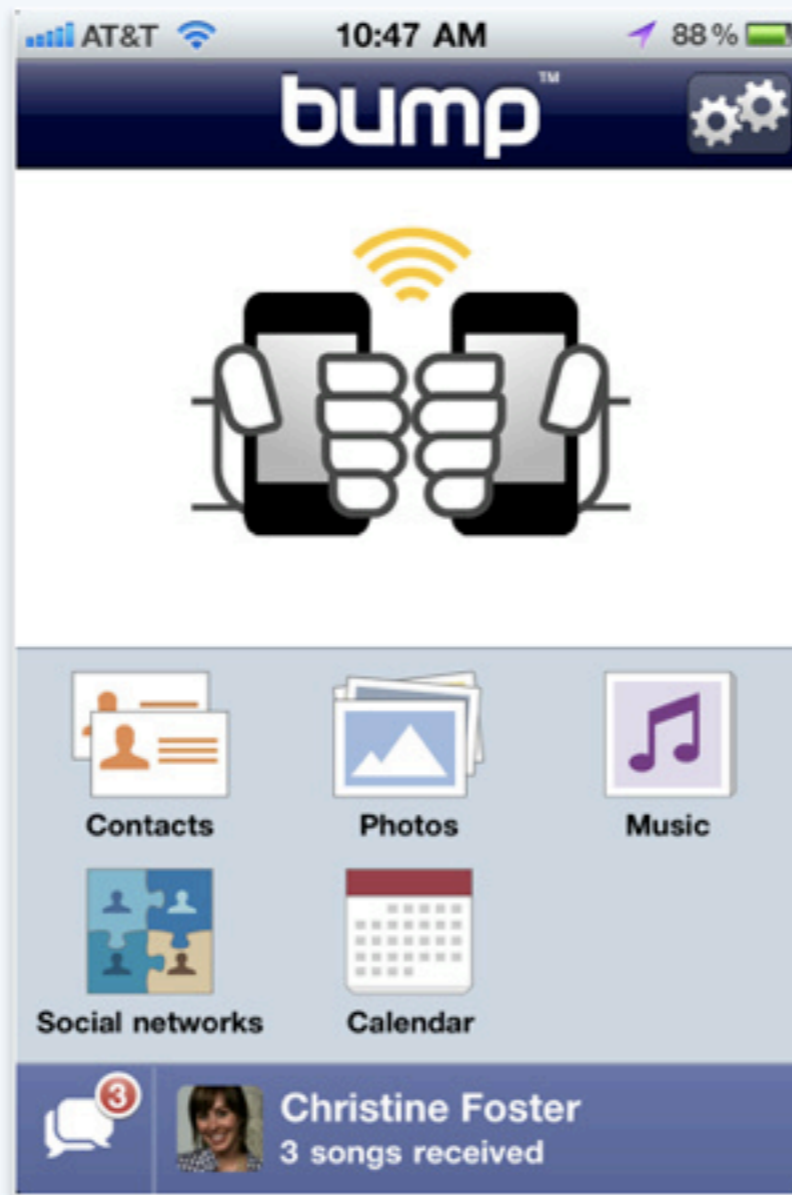 AT&T 10:47 AM 88%
bump™
Contacts Photos Music
Social networks Calendar
3
Christine Foster
3 songs received